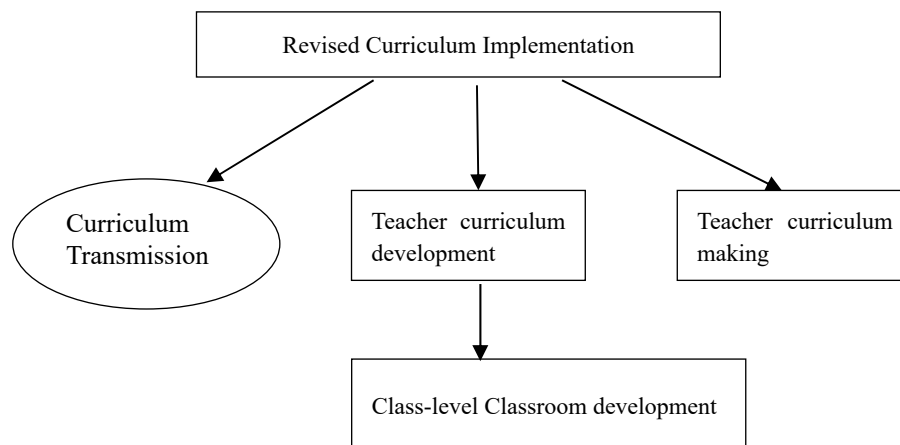 Revised Curriculum Implementation
Curriculum
Transmission
Teacher curriculum
development
Teacher curriculum
making
Class-level Classroom development